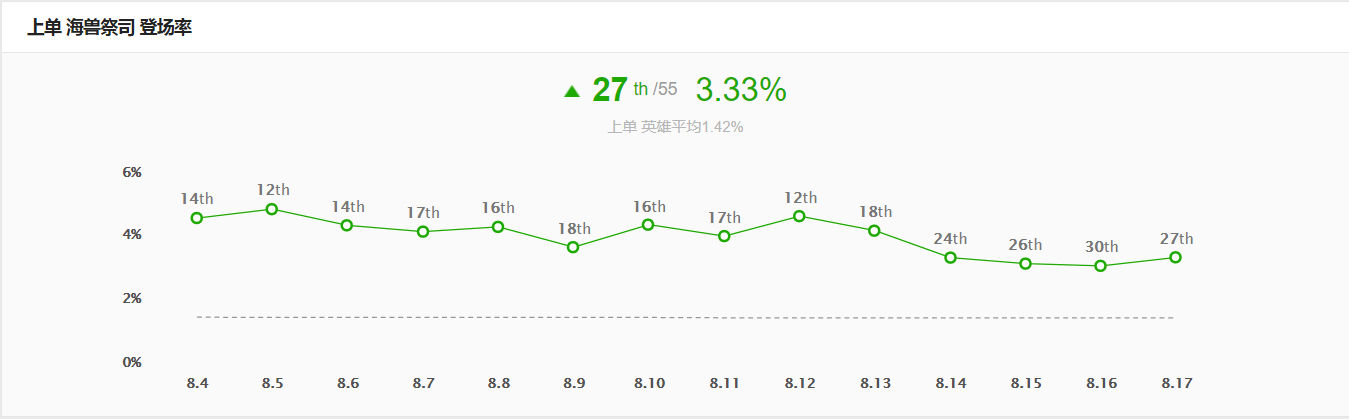 上单 海兽祭司 登场率
27 th /55 3.33%
上单 英雄平均1.42%
6%
14th 12th 14th 17th 16th 18th 16th 17th 12th 18th 24th 26th 30th 27th
4%
2%
0%
8.4 8.5 8.6 8.7 8.8 8.9 8.10 8.11 8.12 8.13 8.14 8.15 8.16 8.17